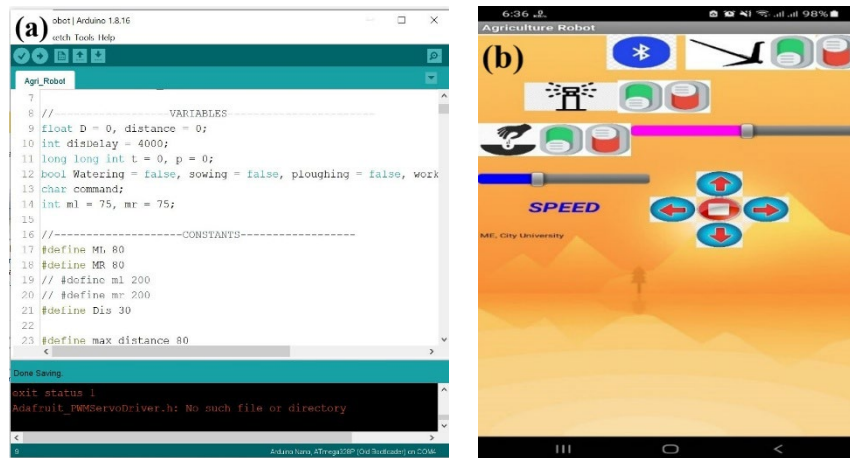 (a)
obot | Arduino 1.8.16
etch Tools Help
Agri_Robot
7
8 //------------------VARIABLES-----------------------
9 float D = 0, distance = 0;
10 int disDelay = 4000;
11 long long int t = 0, p = 0;
12 bool Watering = false, sowing = false, ploughing = false, work
13 char command;
14 int ml = 75, mr = 75;
15
16 //--------------------CONSTANTS------------------
17 #define ML 80
18 #define MR 80
19 // #define ml 200
20 // #define mr 200
21 #define Dis 30
22
23 #define max distance 80
Done Saving.
exit status 1
Adafruit_PWMServoDriver.h: No such file or directory
9
Arduino Nano, ATmega328P (Old Bootloader) on COM4
6:36
98%
Agriculture Robot
(b)
SPEED
ME, City University